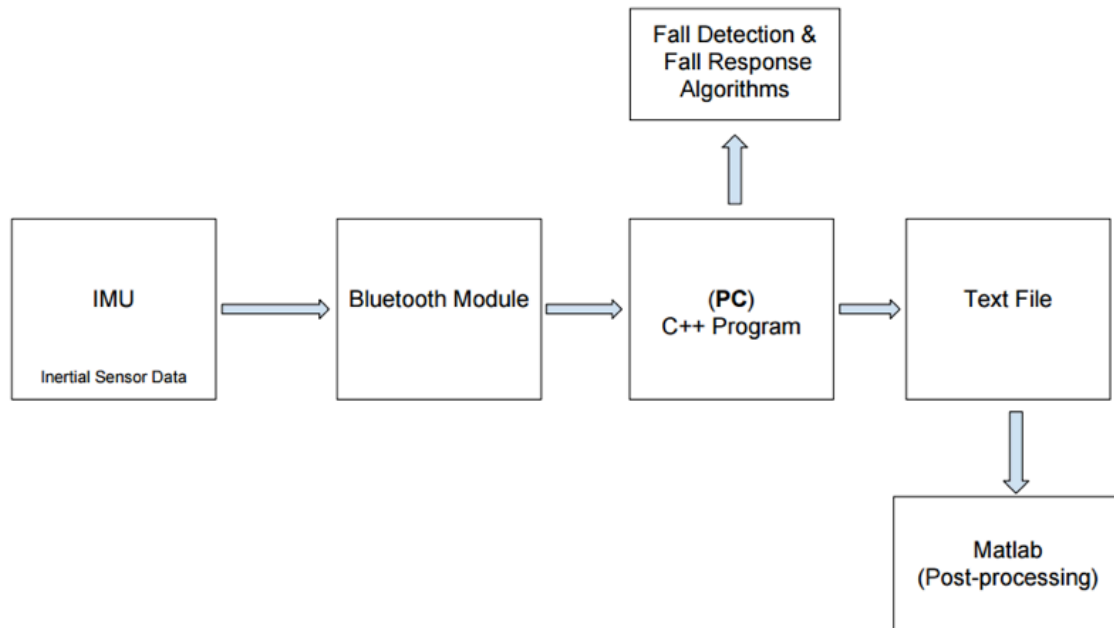 Fall Detection &
Fall Response
Algorithms
IMU
Inertial Sensor Data
Bluetooth Module
(PC)
C++ Program
Text File
Matlab
(Post-processing)